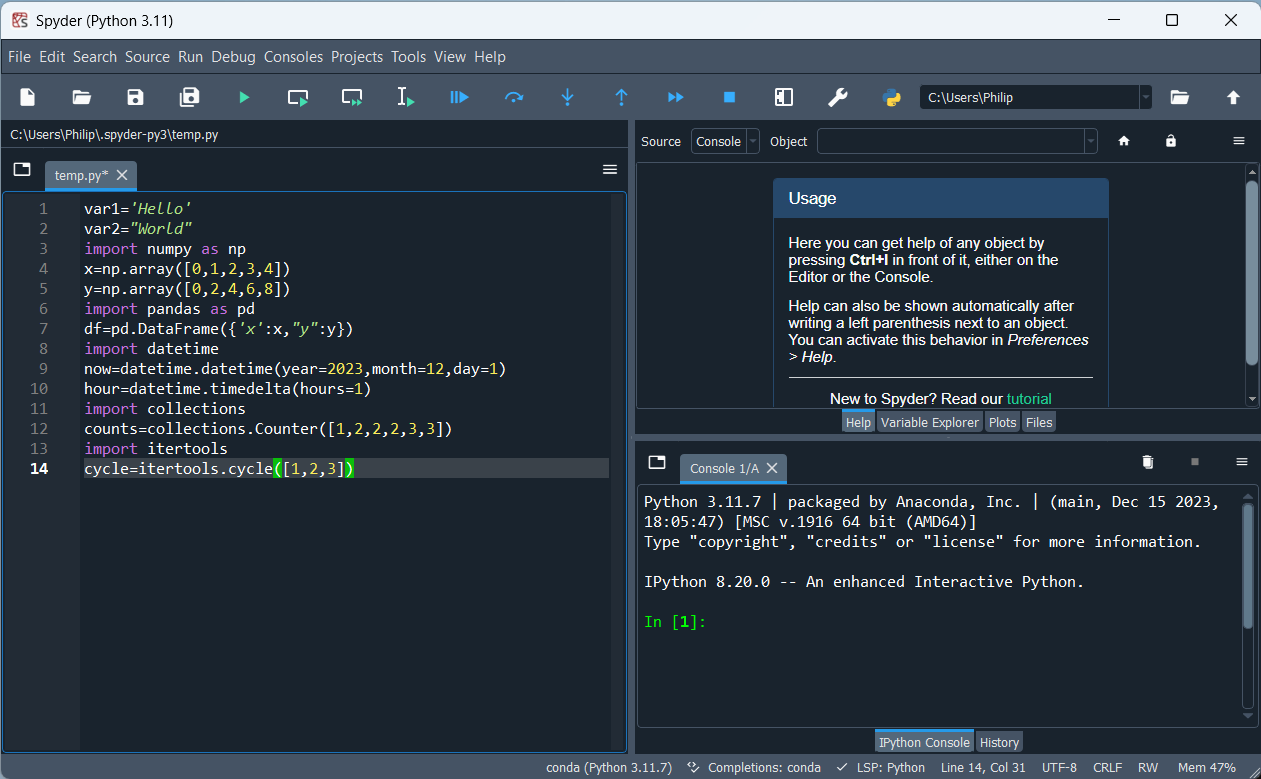 Spyder (Python 3.11)
File Edit Search Source Run Debug Consoles Projects Tools View Help
C:\Users\Philip
C:\Users\Philip\.spyder-py3\temp.py
temp.py*
1 var1='Hello'
2 var2="World"
3 import numpy as np
4 x=np.array([0,1,2,3,4])
5 y=np.array([0,2,4,6,8])
6 import pandas as pd
7 df=pd.DataFrame({'x':x,"y":y})
8 import datetime
9 now=datetime.datetime(year=2023,month=12,day=1)
10 hour=datetime.timedelta(hours=1)
11 import collections
12 counts=collections.Counter([1,2,2,2,3,3])
13 import itertools
14 cycle=itertools.cycle([1,2,3])
Source Console Object
Usage
Here you can get help of any object by
pressing Ctrl+I in front of it, either on the
Editor or the Console.
Help can also be shown automatically after
writing a left parenthesis next to an object.
You can activate this behavior in Preferences
> Help.
New to Spyder? Read our tutorial
Help Variable Explorer Plots Files
Console 1/A
Python 3.11.7 | packaged by Anaconda, Inc. | (main, Dec 15 2023,
18:05:47) [MSC v.1916 64 bit (AMD64)]
Type "copyright", "credits" or "license" for more information.
IPython 8.20.0 -- An enhanced Interactive Python.
In [1]:
IPython Console History
conda (Python 3.11.7) Completions: conda LSP: Python Line 14, Col 31 UTF-8 CRLF RW Mem 47%